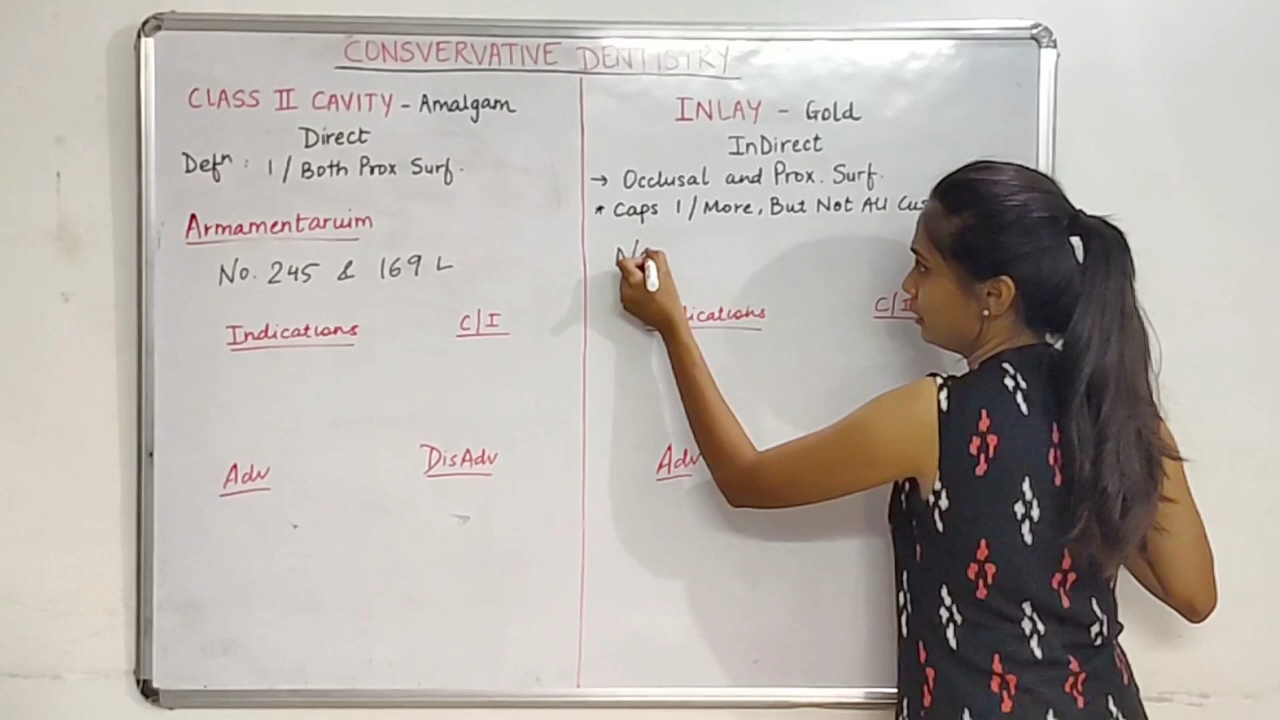 CONSVERVATIVE DENTISTRY
CLASS II CAVITY - Amalgam
Direct
Defn : 1 / Both Prox Surf.
Armamentaruim
No. 245 & 169 L
Indications C/I
Adv DisAdv
INLAY - Gold
InDirect
→ Occlusal and Prox. Surf.
* Caps 1 / More, But Not All
C/I
Adv